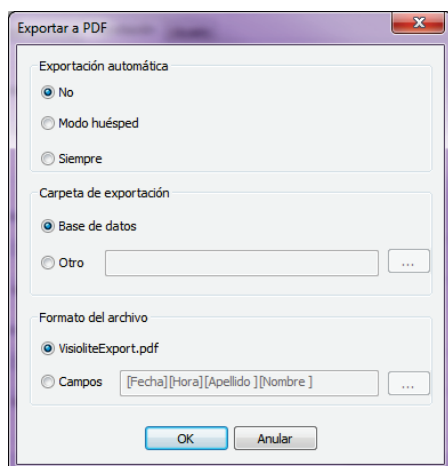 Exportar a PDF
Exportación automática
No
Modo huésped
Siempre
Carpeta de exportación
Base de datos
Otro
...
Formato del archivo
VisioliteExport.pdf
Campos [Fecha][Hora][Apellido ][Nombre ] ...
OK Anular